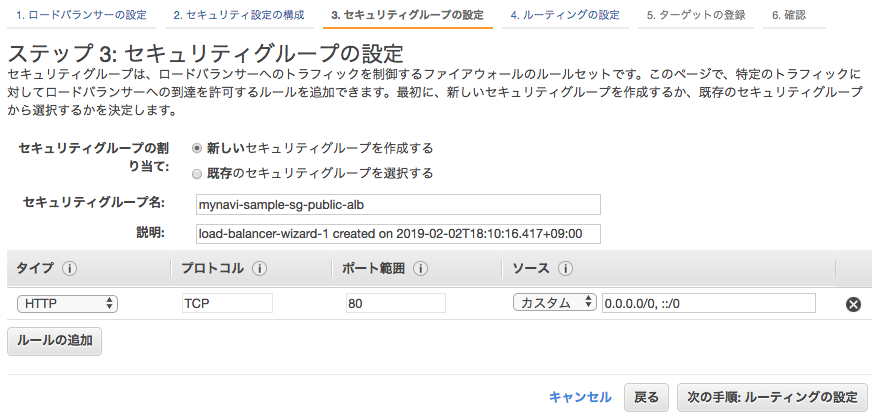 1. ロードバランサーの設定 2. セキュリティ設定の構成 3. セキュリティグループの設定 4. ルーティングの設定 5. ターゲットの登録 6. 確認
ステップ 3: セキュリティグループの設定
セキュリティグループは、ロードバランサーへのトラフィックを制御するファイアウォールのルールセットです。このページで、特定のトラフィックに
対してロードバランサーへの到達を許可するルールを追加できます。最初に、新しいセキュリティグループを作成するか、既存のセキュリティグループ
から選択するかを決定します。
セキュリティグループの割 新しいセキュリティグループを作成する
り当て:
既存のセキュリティグループを選択する
セキュリティグループ名: mynavi-sample-sg-public-alb
説明: load-balancer-wizard-1 created on 2019-02-02T18:10:16.417+09:00
タイプ i プロトコル i ポート範囲 i ソース i
HTTP TCP 80 カスタム 0.0.0.0/0, ::/0
ルールの追加
キャンセル 戻る 次の手順: ルーティングの設定